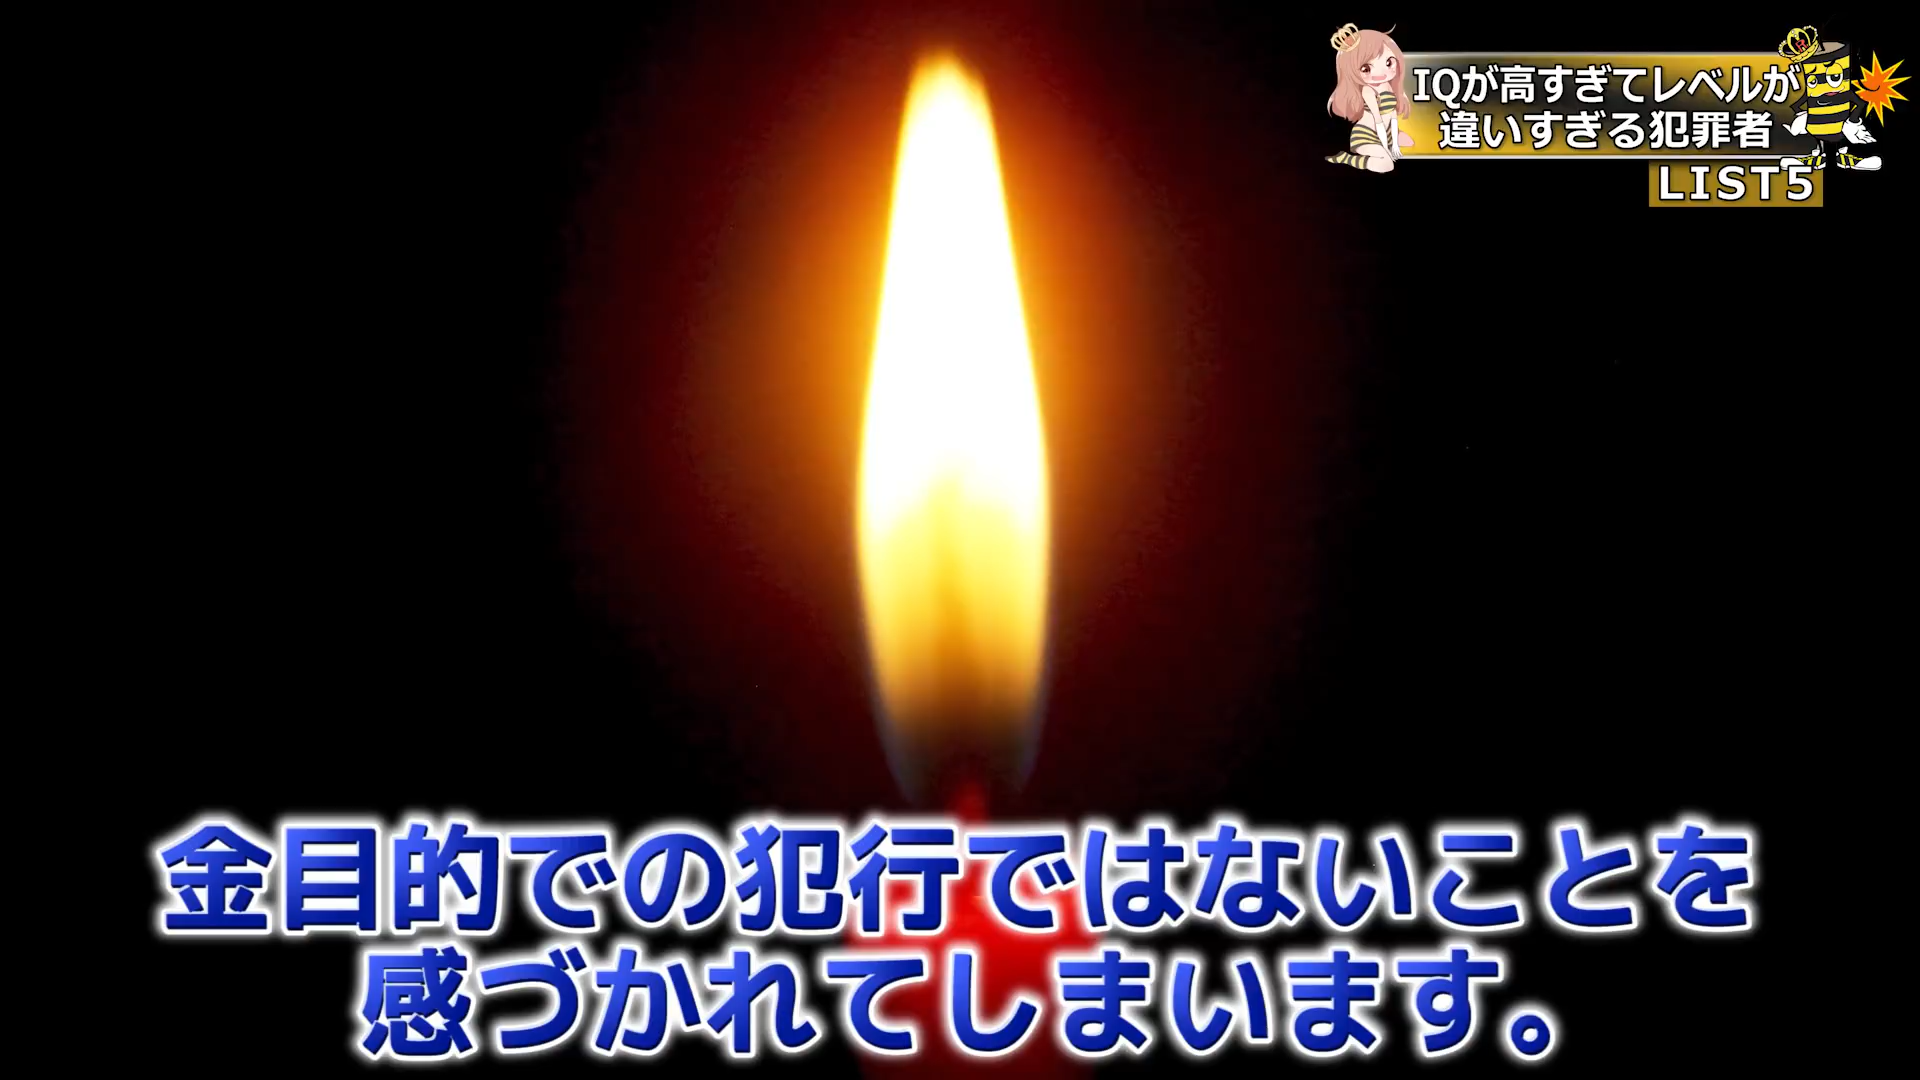 IQが高すぎてレベルが
違いすぎる犯罪者
LIST5
金目的での犯行ではないことを
感づかれてしまいます。